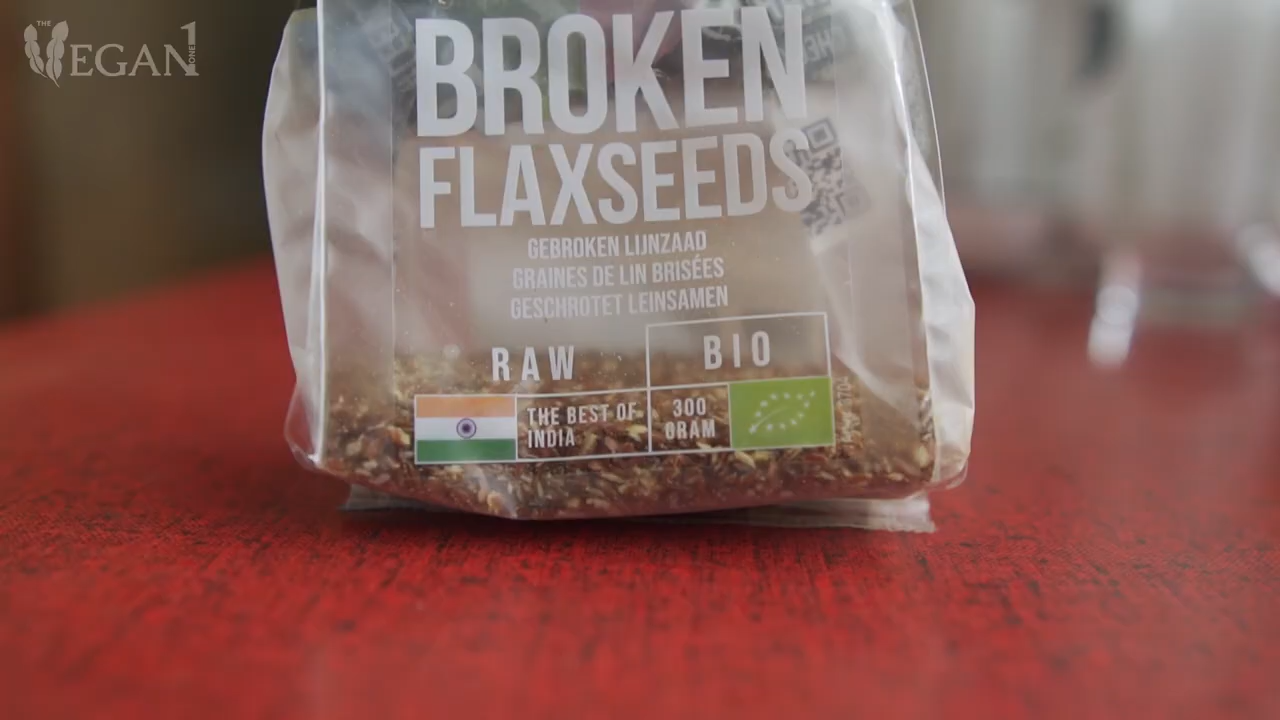 THE
VEGAN 1
ONE
BROKEN
FLAXSEEDS
GEBROKEN LIJNZAAD
GRAINES DE LIN BRISÉES
GESCHROTET LEINSAMEN
RAW
BIO
THE BEST OF
INDIA
300
GRAM